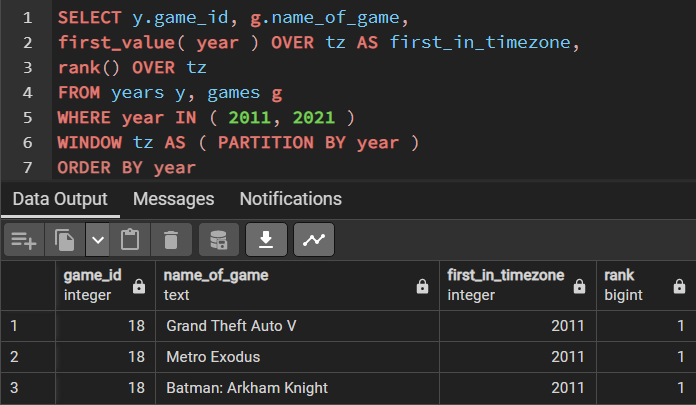 1 SELECT y.game_id, g.name_of_game,
2 first_value( year ) OVER tz AS first_in_timezone,
3 rank() OVER tz
4 FROM years y, games g
5 WHERE year IN ( 2011, 2021 )
6 WINDOW tz AS ( PARTITION BY year )
7 ORDER BY year
Data Output Messages Notifications
game_id name_of_game first_in_timezone rank
integer text integer bigint
1 18 Grand Theft Auto V 2011 1
2 18 Metro Exodus 2011 1
3 18 Batman: Arkham Knight 2011 1